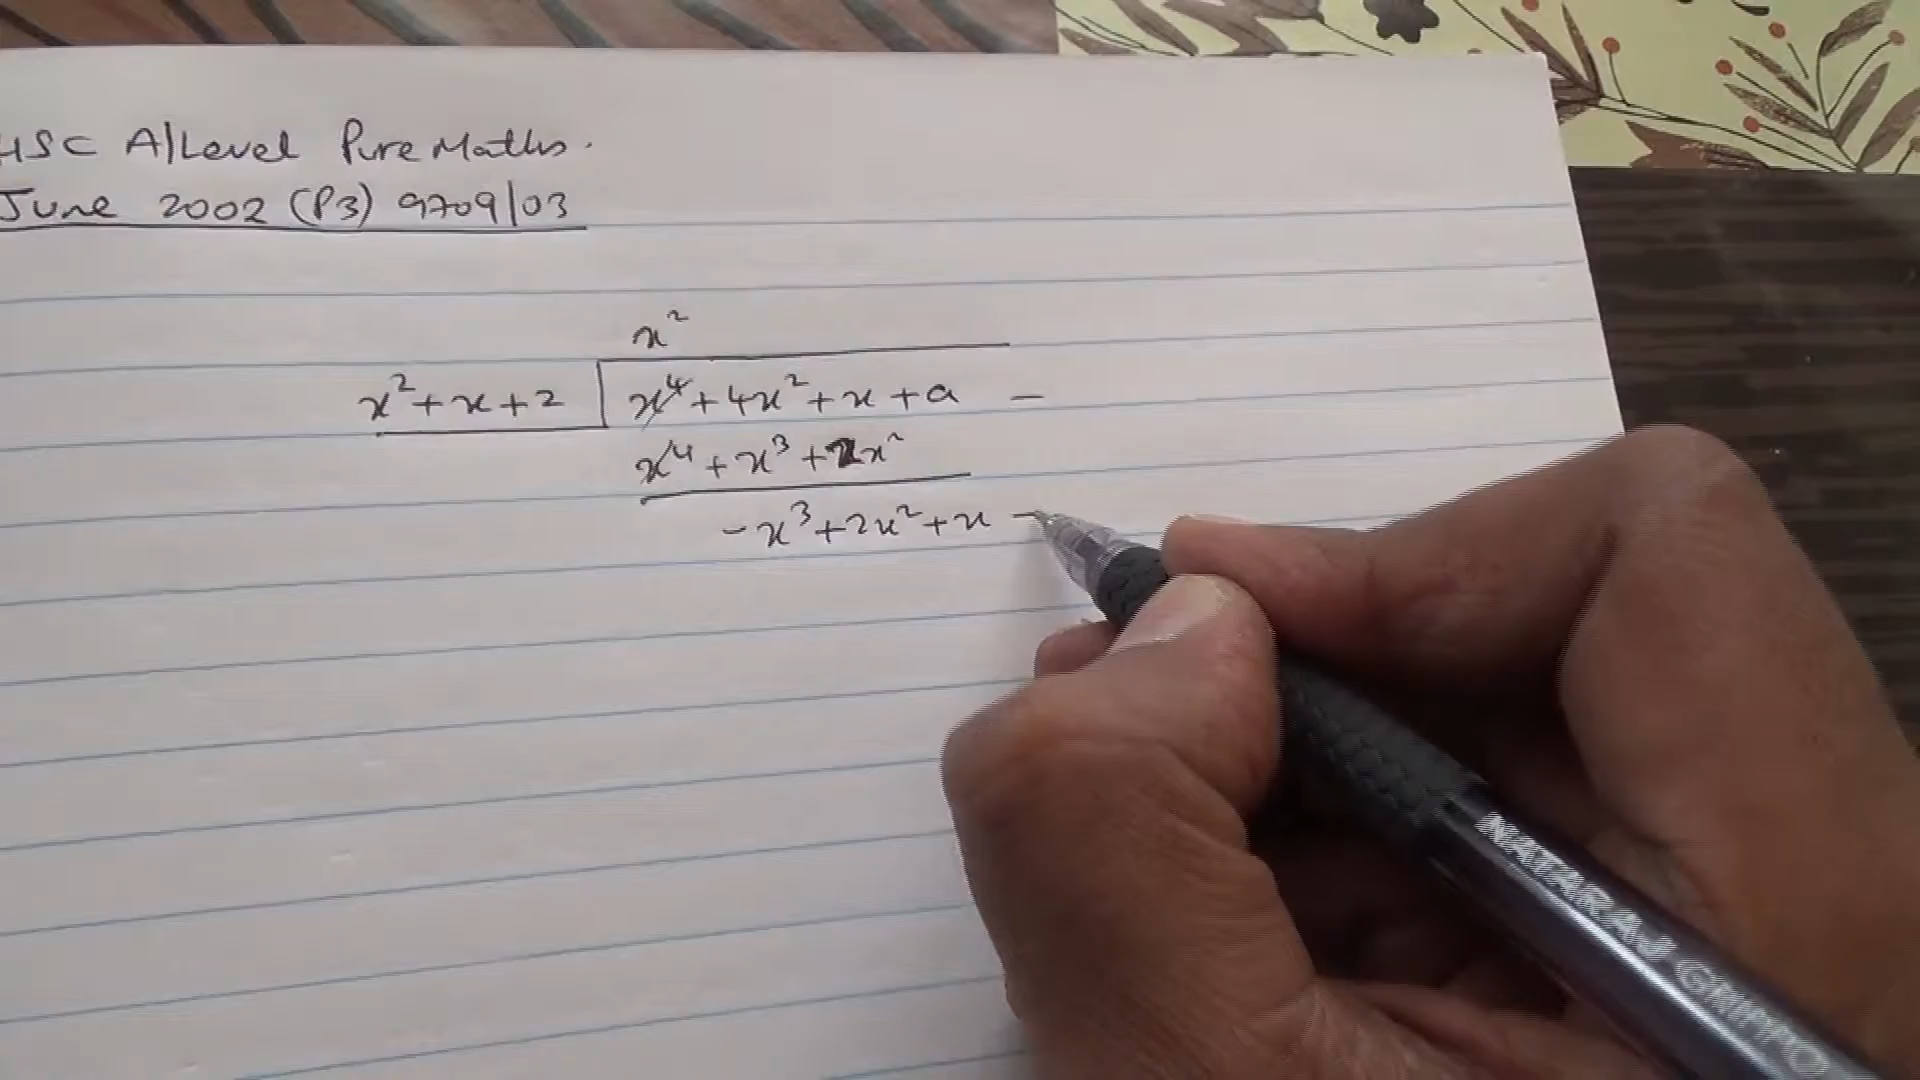 HSC A/Level Pure Maths.
June 2002 (P3) 9709/03
x²
x² + x + 2 x⁴ + 4x² + x + a –
x⁴ + x³ + 2x²
- x³ + 2x² + x –
NATARAJ GRIPPO